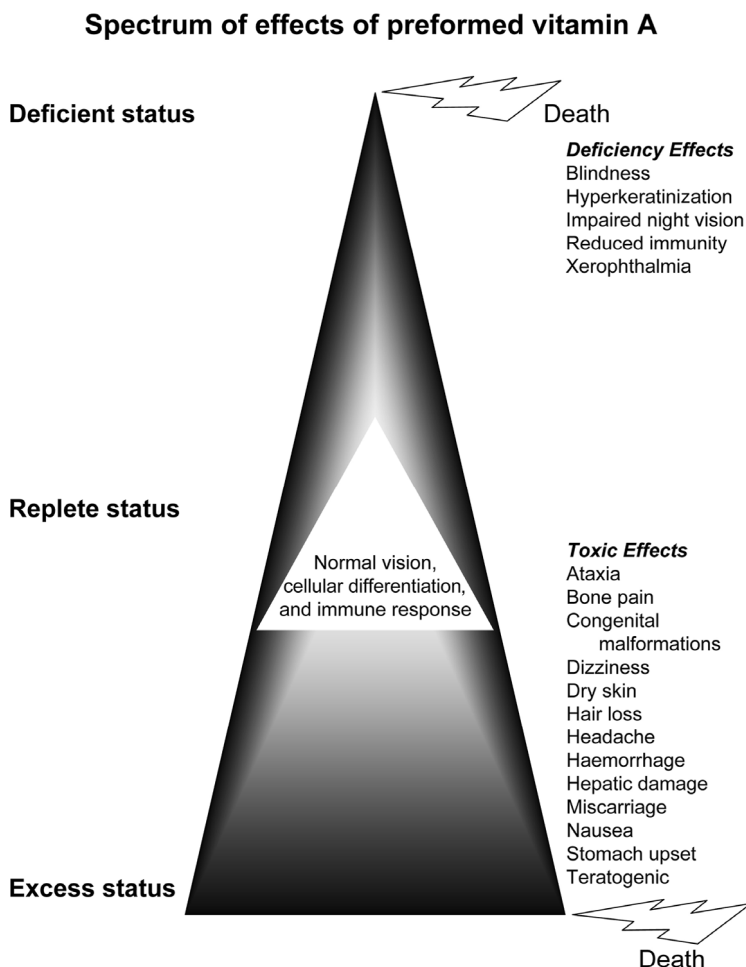 Spectrum of effects of preformed vitamin A
Deficient status
Death
Deficiency Effects
Blindness
Hyperkeratinization
Impaired night vision
Reduced immunity
Xerophthalmia
Replete status
Normal vision,
cellular differentiation,
and immune response
Toxic Effects
Ataxia
Bone pain
Congenital
malformations
Dizziness
Dry skin
Hair loss
Headache
Haemorrhage
Hepatic damage
Miscarriage
Nausea
Stomach upset
Teratogenic
Excess status
Death